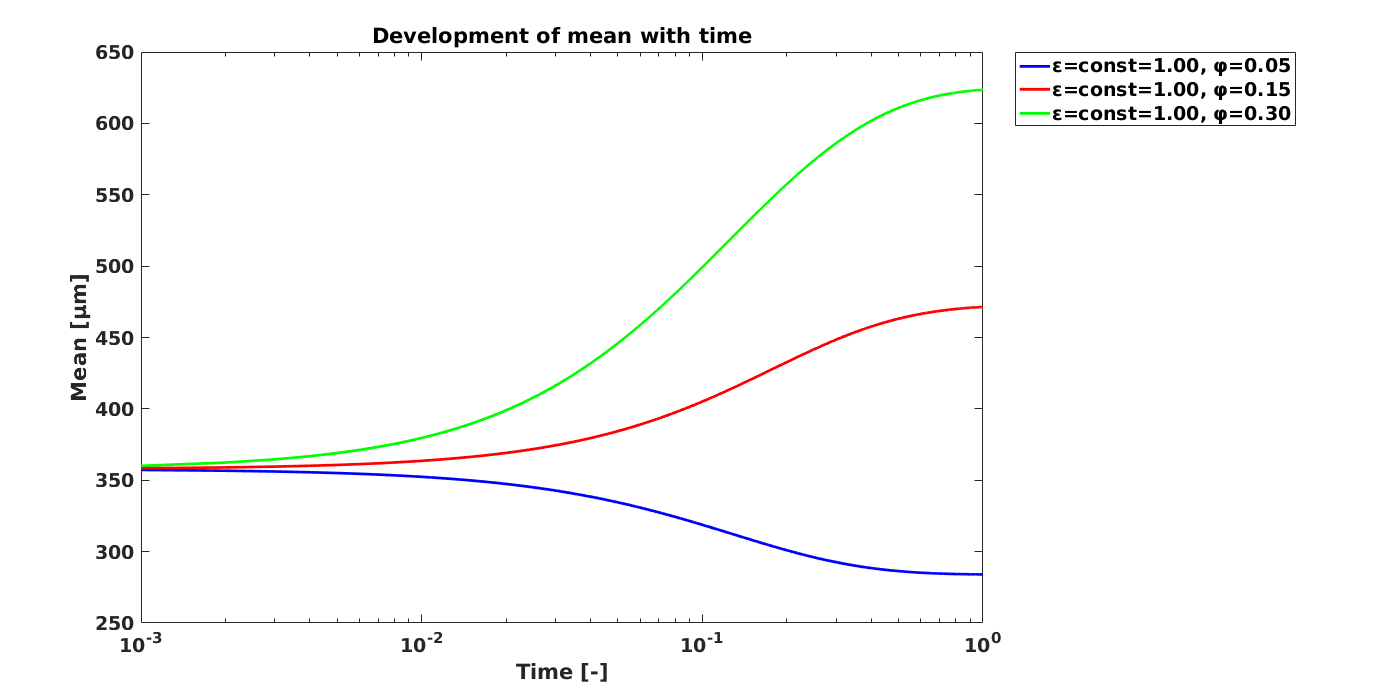 Development of mean with time
650
600
550
500
450
400
350
300
250
Mean [μm]
10-3
10-2
10-1
100
Time [-]
ε=const=1.00, φ=0.05
ε=const=1.00, φ=0.15
ε=const=1.00, φ=0.30